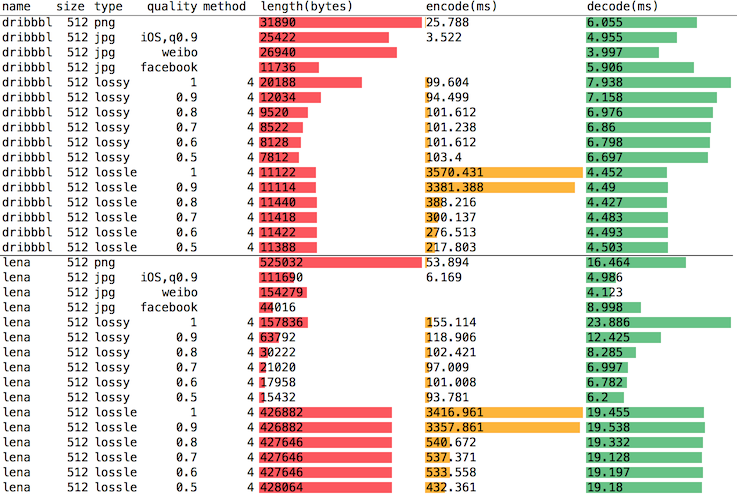 name size type quality method length(bytes) encode(ms) decode(ms)
dribbbl 512 png 31890 25.788 6.055
dribbbl 512 jpg iOS,q0.9 25422 3.522 4.955
dribbbl 512 jpg weibo 26940 3.997
dribbbl 512 jpg facebook 11736 5.906
dribbbl 512 lossy 1 4 20188 99.604 7.938
dribbbl 512 lossy 0.9 4 12034 94.499 7.158
dribbbl 512 lossy 0.8 4 9520 101.612 6.976
dribbbl 512 lossy 0.7 4 8522 101.238 6.86
dribbbl 512 lossy 0.6 4 8128 101.612 6.798
dribbbl 512 lossy 0.5 4 7812 103.4 6.697
dribbbl 512 lossle 1 4 11122 3570.431 4.452
dribbbl 512 lossle 0.9 4 11114 3381.388 4.49
dribbbl 512 lossle 0.8 4 11440 388.216 4.427
dribbbl 512 lossle 0.7 4 11418 300.137 4.483
dribbbl 512 lossle 0.6 4 11422 276.513 4.493
dribbbl 512 lossle 0.5 4 11388 217.803 4.503
lena 512 png 525032 53.894 16.464
lena 512 jpg iOS,q0.9 111690 6.169 4.986
lena 512 jpg weibo 154279 4.123
lena 512 jpg facebook 44016 8.998
lena 512 lossy 1 4 157836 155.114 23.886
lena 512 lossy 0.9 4 63792 118.906 12.425
lena 512 lossy 0.8 4 30222 102.421 8.285
lena 512 lossy 0.7 4 21020 97.009 6.997
lena 512 lossy 0.6 4 17958 101.008 6.782
lena 512 lossy 0.5 4 15432 93.781 6.2
lena 512 lossle 1 4 426882 3416.961 19.455
lena 512 lossle 0.9 4 426882 3357.861 19.538
lena 512 lossle 0.8 4 427646 540.672 19.332
lena 512 lossle 0.7 4 427646 537.371 19.128
lena 512 lossle 0.6 4 427646 533.558 19.197
lena 512 lossle 0.5 4 428064 432.361 19.18